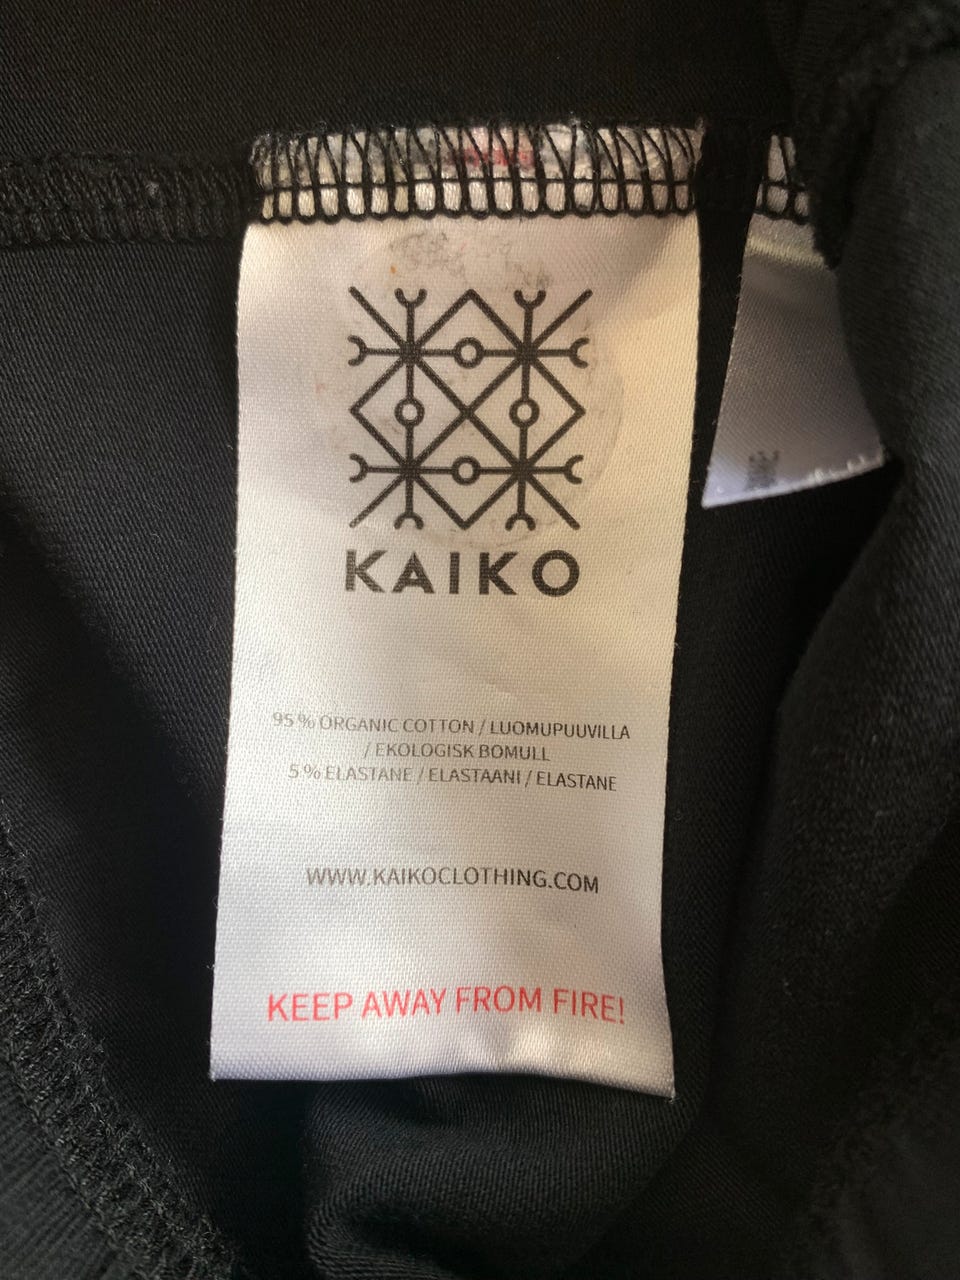 KAIKO
95 % ORGANIC COTTON / LUOMUPUUVILLA
/ EKOLOGISK BOMULL
5 % ELASTANE / ELASTAANI / ELASTANE
WWW.KAIKOCLOTHING.COM
KEEP AWAY FROM FIRE!